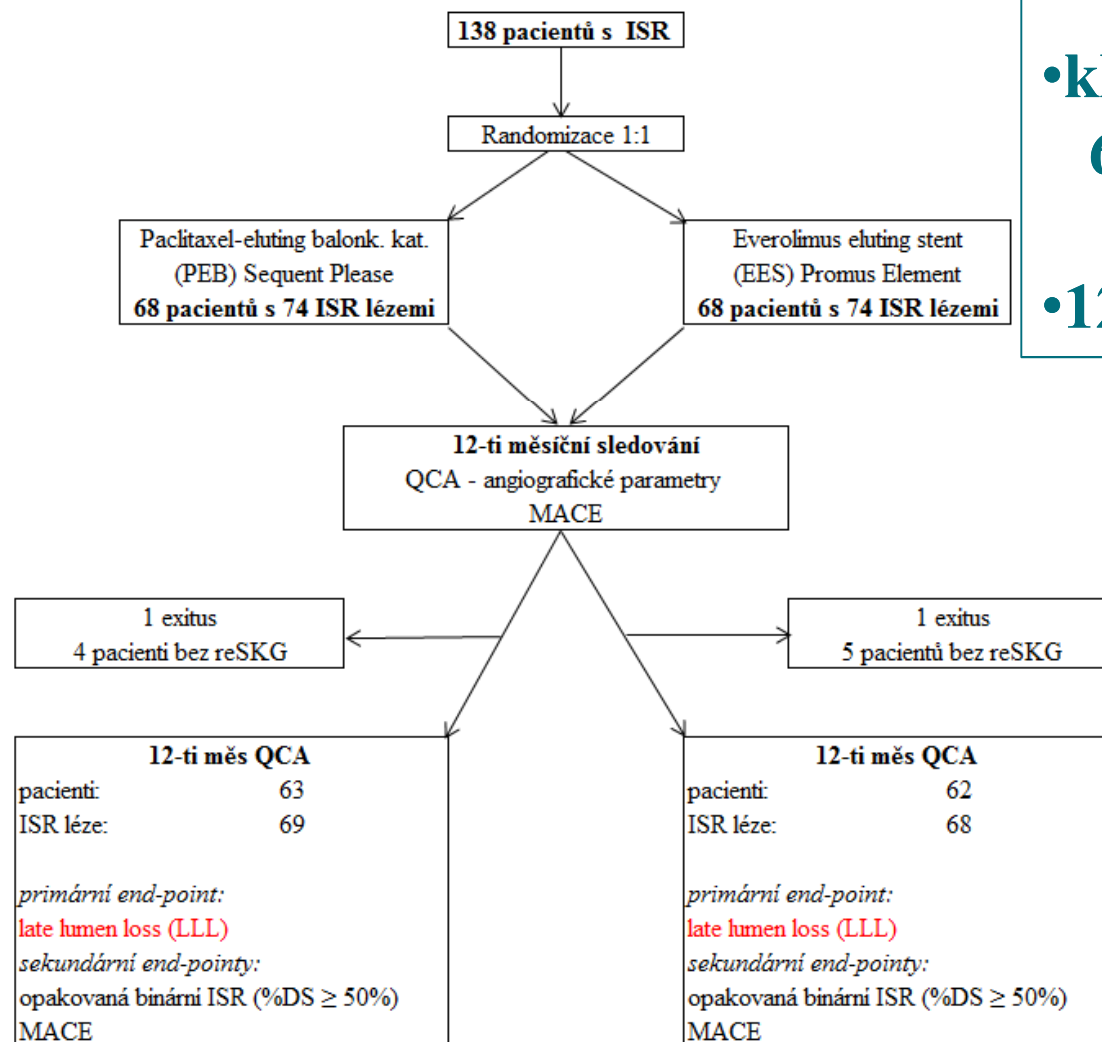 138 pacientů s ISR
Randomizace 1:1
Paclitaxel-eluting balonk. kat.
(PEB) Sequent Please
68 pacientů s 74 ISR lézemi
Everolimus eluting stent
(EES) Promus Element
68 pacientů s 74 ISR lézemi
12-ti měsíční sledování
QCA - angiografické parametry
MACE
1 exitus
4 pacienti bez reSKG
1 exitus
5 pacientů bez reSKG
12-ti měs QCA
pacienti: 63
ISR léze: 69
primární end-point:
late lumen loss (LLL)
sekundární end-pointy:
opakovaná binární ISR (%DS ≥ 50%)
MACE
12-ti měs QCA
pacienti: 62
ISR léze: 68
primární end-point:
late lumen loss (LLL)
sekundární end-pointy:
opakovaná binární ISR (%DS ≥ 50%)
MACE